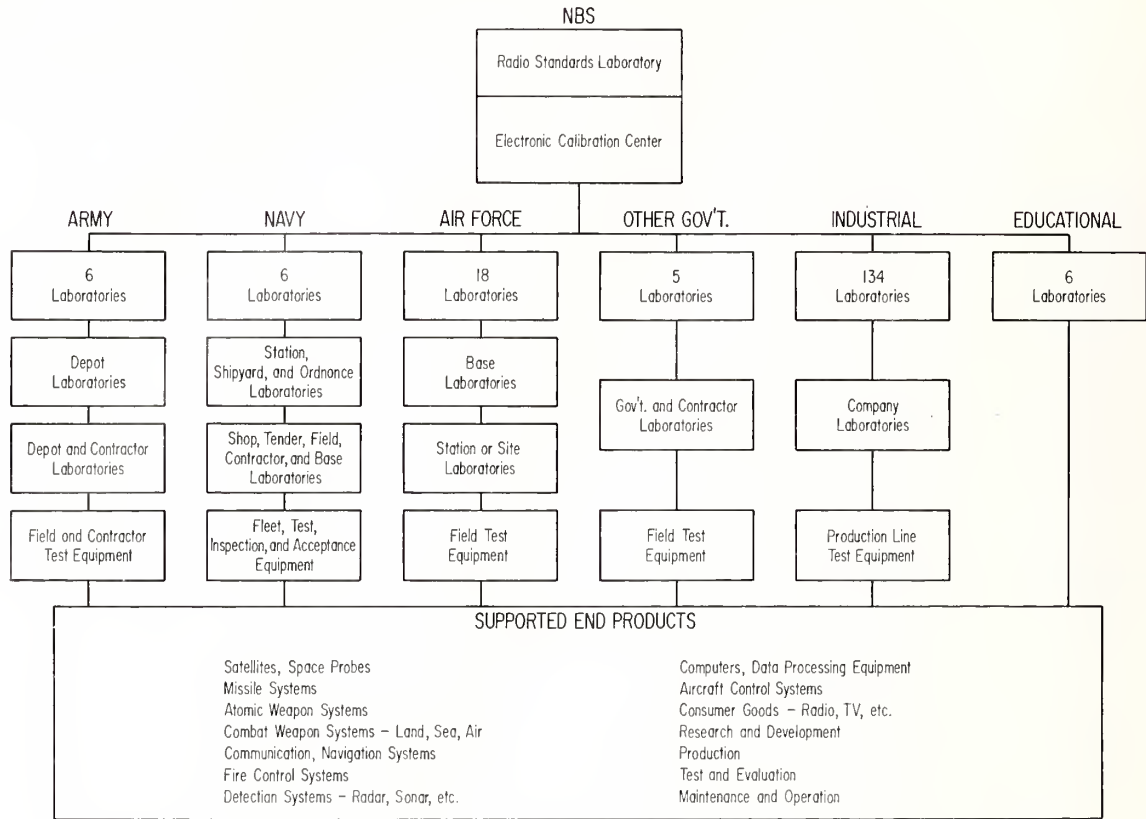 NBS
Radio Standards Laboratory
Electronic Calibration Center
ARMY
NAVY
AIR FORCE
OTHER GOV'T.
INDUSTRIAL
EDUCATIONAL
6
Laboratories
6
Laboratories
18
Laboratories
5
Laboratories
134
Laboratories
6
Laboratories
Depot
Laboratories
Station,
Shipyard, and Ordnonce
Laboratories
Base
Laboratories
Gov't. and Contractor
Laboratories
Company
Laboratories
Depot and Contractor
Laboratories
Shop, Tender, Field,
Contractor, and Base
Laboratories
Station or Site
Laboratories
Field and Contractor
Test Equipment
Fleet, Test,
Inspection, and Acceptance
Equipment
Field Test
Equipment
Field Test
Equipment
Production Line
Test Equipment
SUPPORTED END PRODUCTS
Satellites, Space Probes
Missile Systems
Atomic Weapon Systems
Combat Weapon Systems – Land, Sea, Air
Communication, Navigation Systems
Fire Control Systems
Detection Systems – Radar, Sonar, etc.
Computers, Data Processing Equipment
Aircraft Control Systems
Consumer Goods – Radio, TV, etc.
Research and Development
Production
Test and Evaluation
Maintenance and Operation